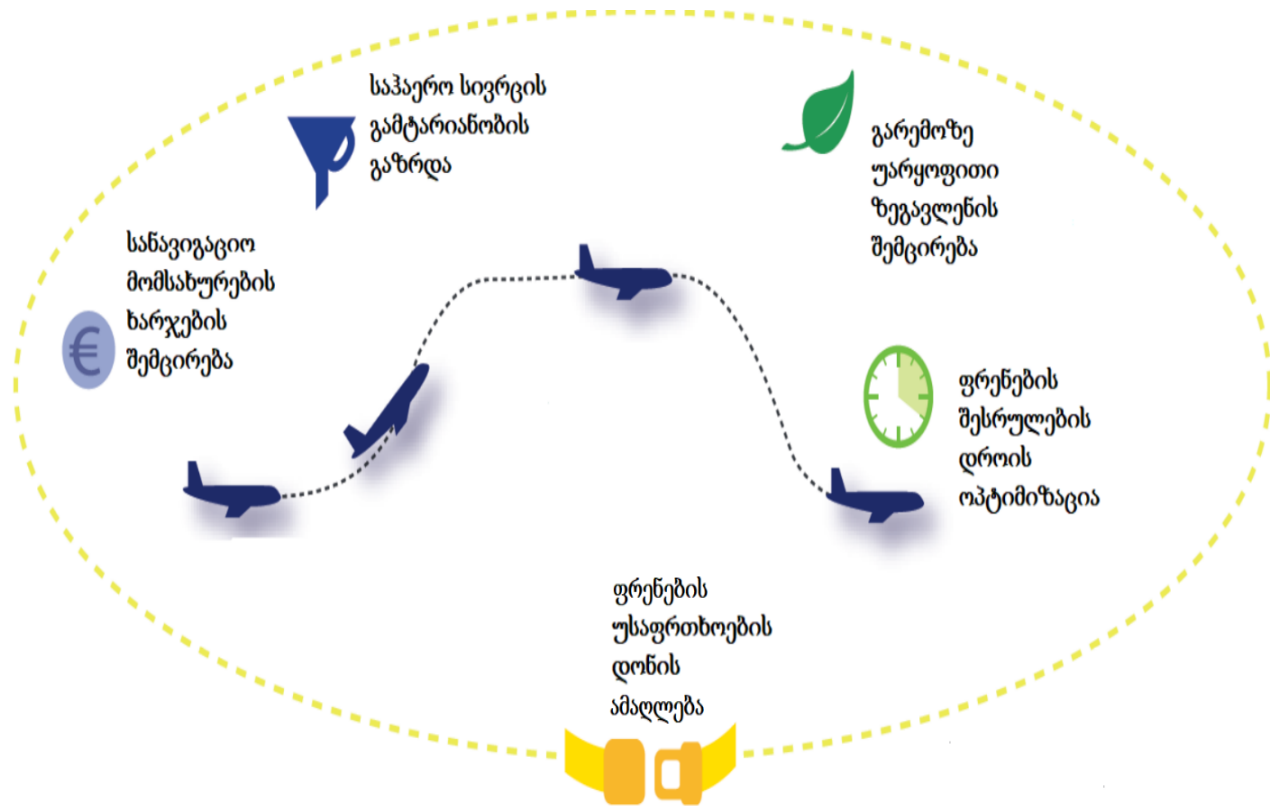 საჰაერო სივრცის
გამტარიანობის
გაზრდა
გარემოზე
უარყოფითი
ზეგავლენის
შემცირება
სანავიგაციო
მომსახურების
ხარჯების
შემცირება
€
ფრენების
შესრულების
დროის
ოპტიმიზაცია
ფრენების
უსაფრთხოების
დონის
ამაღლება